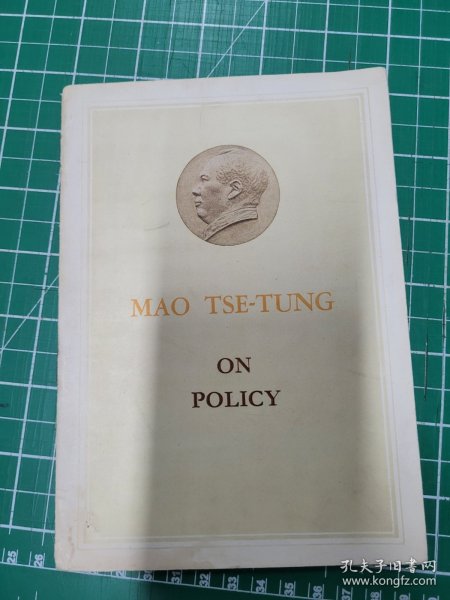 MAO TSE-TUNG
ON
POLICY
孔夫子旧书网
www.kongfz.com